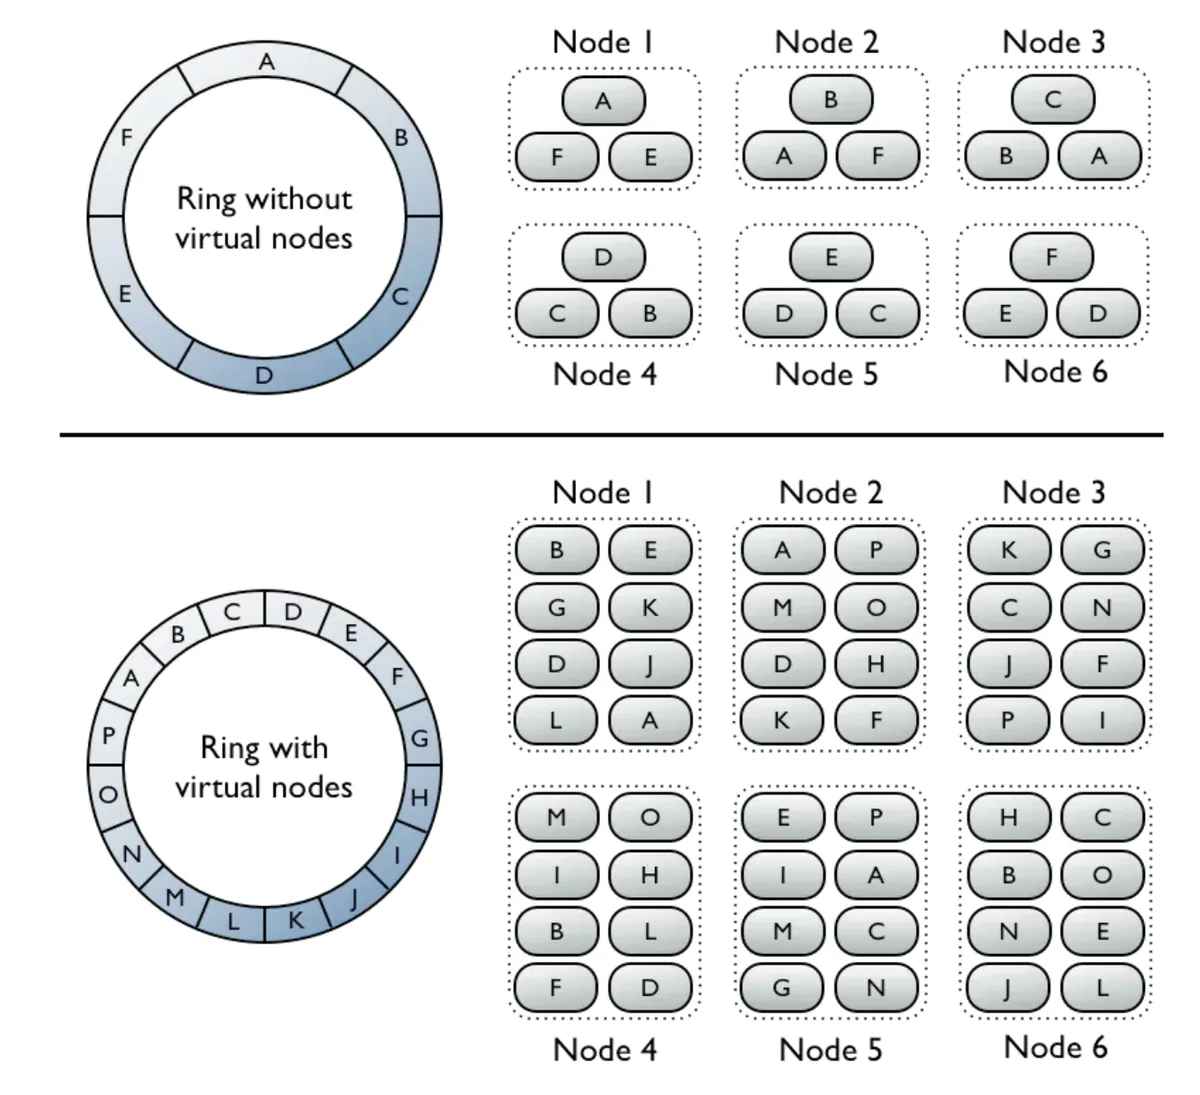 A
F
B
Ring without
virtual nodes
E
C
D
Node 1
Node 2
Node 3
A
B
C
F E
A F
B A
D
E
F
C B
D C
E D
Node 4
Node 5
Node 6
C D
B E
A F
P G
Ring with
virtual nodes
O H
N I
M J
L K
Node 1
Node 2
Node 3
B E
A P
K G
G K
M O
C N
D J
D H
J F
L A
K F
P I
M O
E P
H C
I H
I A
B O
B L
M C
N E
F D
G N
J L
Node 4
Node 5
Node 6